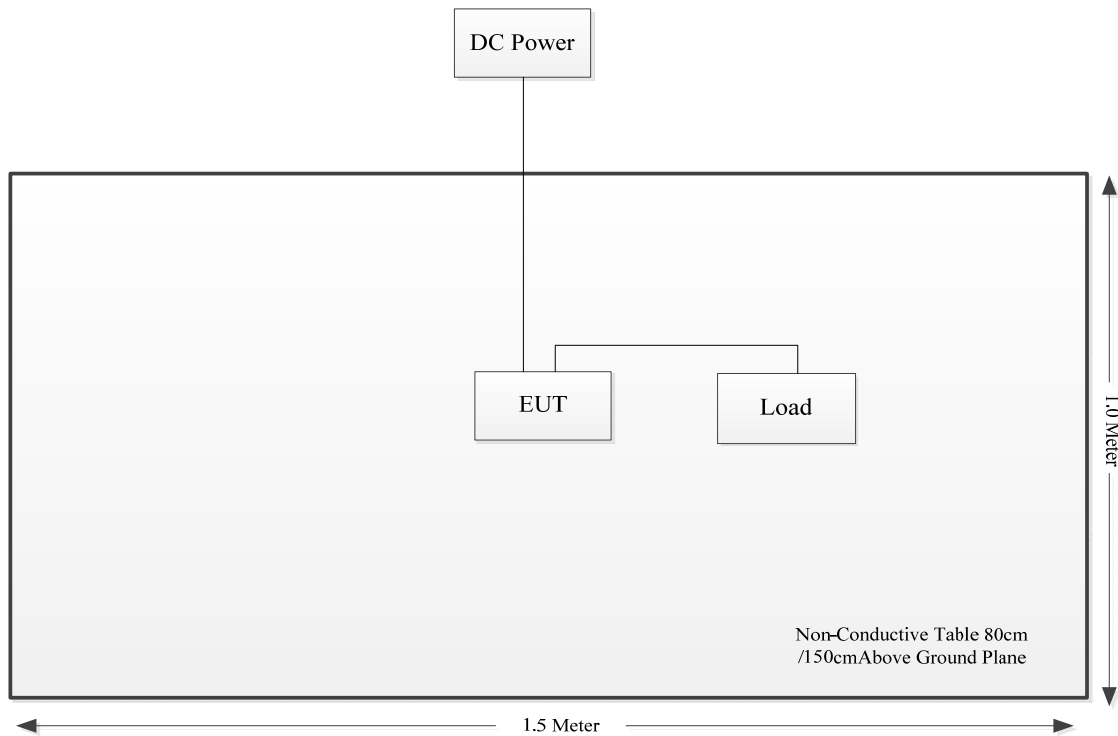 DC Power
EUT
Load
1.0 Meter
Non-Conductive Table 80cm
/150cmAbove Ground Plane
1.5 Meter